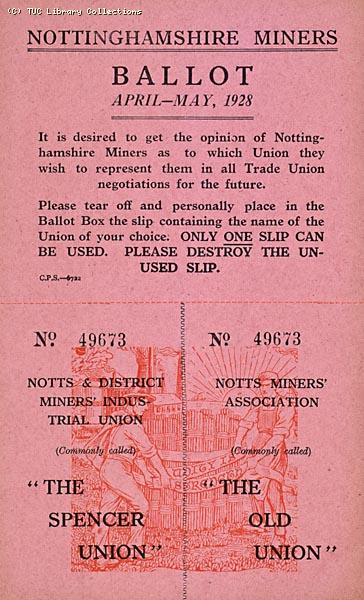 (C) TUC Library Collections
NOTTINGHAMSHIRE MINERS
BALLOT
APRIL—MAY, 1928
It is desired to get the opinion of Notting-
hamshire Miners as to which Union they
wish to represent them in all Trade Union
negotiations for the future.
Please tear off and personally place in the
Ballot Box the slip containing the name of the
Union of your choice. ONLY ONE SLIP CAN
BE USED. PLEASE DESTROY THE UN-
USED SLIP.
C.P.S.—6722
No 49673
NOTTS & DISTRICT
MINERS' INDUS-
TRIAL UNION
(Commonly called)
"THE
SPENCER
UNION"
No 49673
NOTTS MINERS'
ASSOCIATION
(Commonly called)
"THE
OLD
UNION"